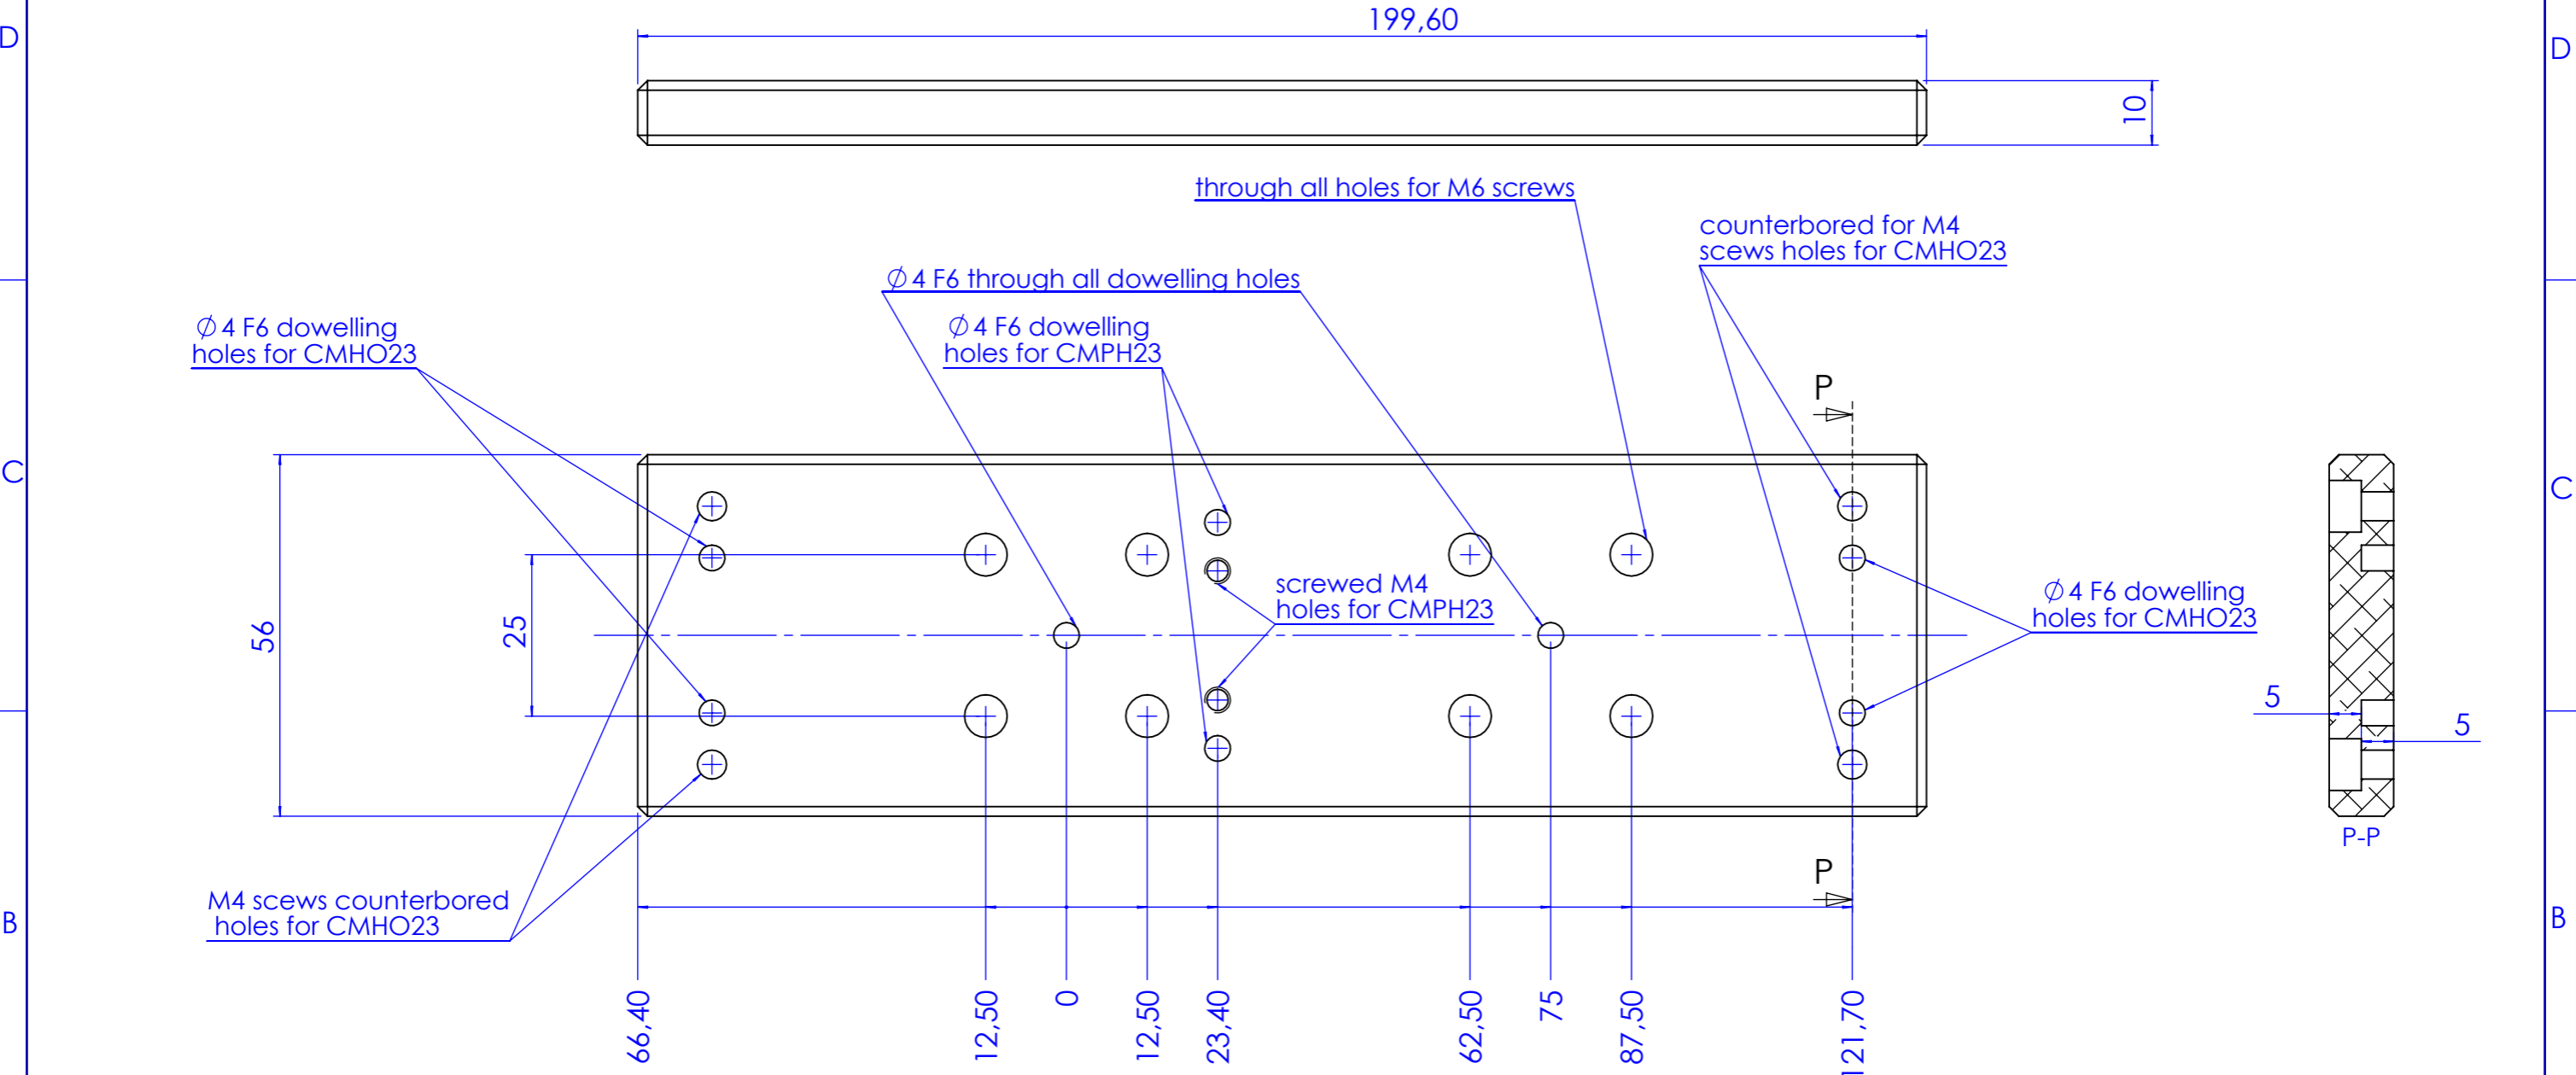 199,60
D
D
10
through all holes for M6 screws
counterbored for M4
scews holes for CMHO23
∅4 F6 through all dowelling holes
∅4 F6 dowelling
holes for CMHO23
∅4 F6 dowelling
holes for CMPH23
P
C
C
screwed M4
holes for CMPH23
∅4 F6 dowelling
holes for CMHO23
56
25
5
5
P-P
P
M4 scews counterbored
holes for CMHO23
B
B
66,40
12,50
0
12,50
23,40
62,50
75
87,50
121,70